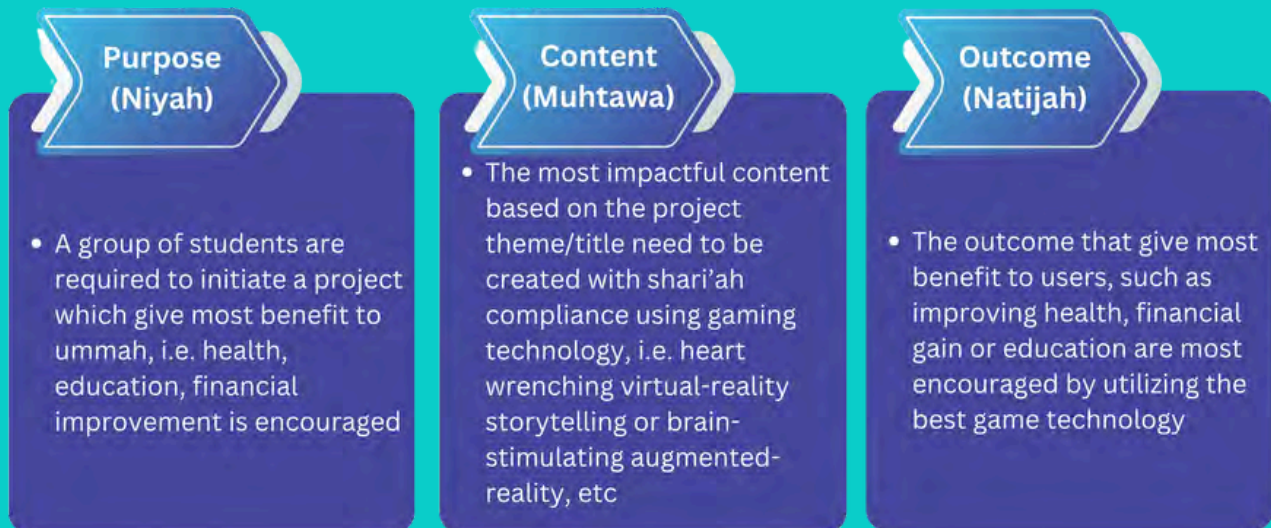 Purpose
(Niyah)
• A group of students are
required to initiate a project
which give most benefit to
ummah, i.e. health,
education, financial
improvement is encouraged
Content
(Muhtawa)
• The most impactful content
based on the project
theme/title need to be
created with shari'ah
compliance using gaming
technology, i.e. heart
wrenching virtual-reality
storytelling or brain-
stimulating augmented-
reality, etc
Outcome
(Natijah)
• The outcome that give most
benefit to users, such as
improving health, financial
gain or education are most
encouraged by utilizing the
best game technology